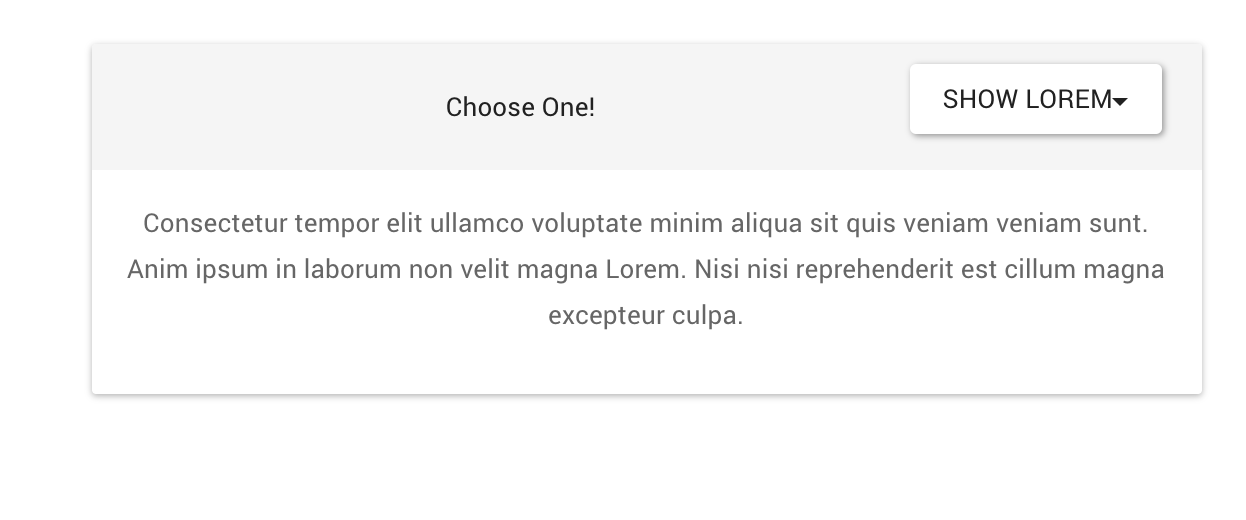 Choose One!
SHOW LOREM
Consectetur tempor elit ullamco voluptate minim aliqua sit quis veniam veniam sunt.
Anim ipsum in laborum non velit magna Lorem. Nisi nisi reprehenderit est cillum magna
excepteur culpa.